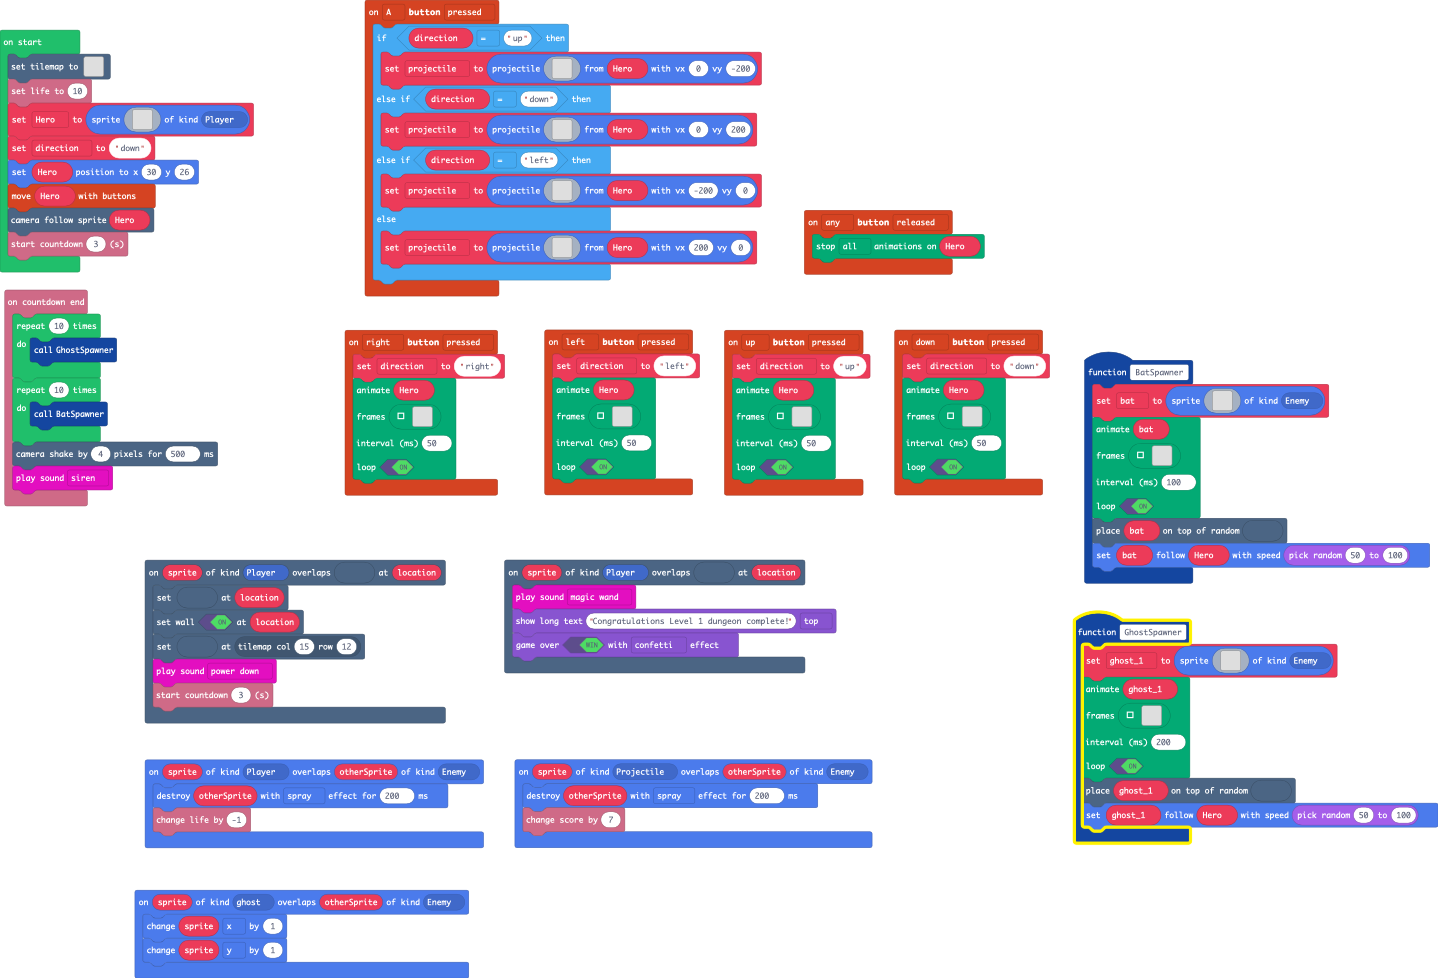 on start
set tilemap to
set life to 10
set Hero to sprite of kind Player
set direction to "down"
set Hero position to x 30 y 26
move Hero with buttons
camera follow sprite Hero
start countdown 3 (s)
on countdown end
repeat 10 times
do call GhostSpawner
repeat 10 times
do call BatSpawner
camera shake by 4 pixels for 500 ms
play sound siren
on A button pressed
if direction = "up" then
set projectile to projectile from Hero with vx 0 vy -200
else if direction = "down" then
set projectile to projectile from Hero with vx 0 vy 200
else if direction = "left" then
set projectile to projectile from Hero with vx -200 vy 0
else
set projectile to projectile from Hero with vx 200 vy 0
on any button released
stop all animations on Hero
on right button pressed
set direction to "right"
animate Hero
frames
interval (ms) 50
loop ON
on left button pressed
set direction to "left"
animate Hero
frames
interval (ms) 50
loop ON
on up button pressed
set direction to "up"
animate Hero
frames
interval (ms) 50
loop ON
on down button pressed
set direction to "down"
animate Hero
frames
interval (ms) 50
loop ON
function BatSpawner
set bat to sprite of kind Enemy
animate bat
frames
interval (ms) 100
loop ON
place bat on top of random
set bat follow Hero with speed pick random 50 to 100
on sprite of kind Player overlaps at location
set at location
set wall ON at location
set at tilemap col 15 row 12
play sound power down
start countdown 3 (s)
on sprite of kind Player overlaps at location
play sound magic wand
show long text "Congratulations Level 1 dungeon complete!" top
game over WIN with confetti effect
function GhostSpawner
set ghost_1 to sprite of kind Enemy
animate ghost_1
frames
interval (ms) 200
loop ON
place ghost_1 on top of random
set ghost_1 follow Hero with speed pick random 50 to 100
on sprite of kind Player overlaps otherSprite of kind Enemy
destroy otherSprite with spray effect for 200 ms
change life by -1
on sprite of kind Projectile overlaps otherSprite of kind Enemy
destroy otherSprite with spray effect for 200 ms
change score by 7
on sprite of kind ghost overlaps otherSprite of kind Enemy
change sprite x by 1
change sprite y by 1